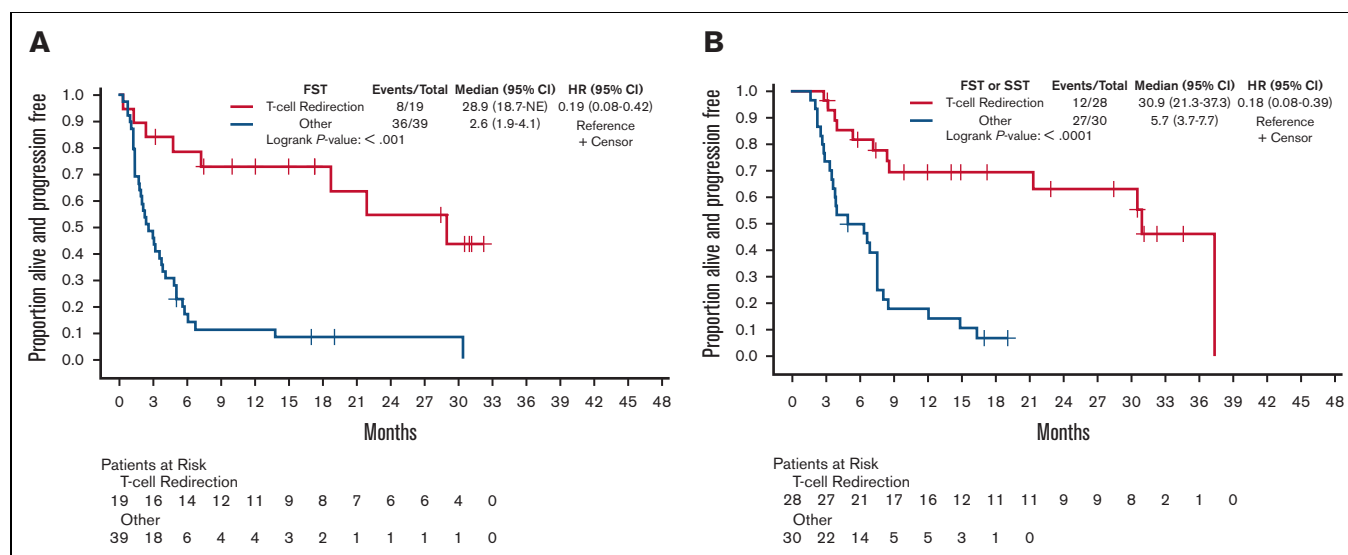 A
FST Events/Total Median (95% CI) HR (95% CI)
T-cell Redirection 8/19 28.9 (18.7-NE) 0.19 (0.08-0.42)
Other 36/39 2.6 (1.9-4.1) Reference
Logrank P-value: < .001 + Censor
Proportion alive and progression free
1.0
0.9
0.8
0.7
0.6
0.5
0.4
0.3
0.2
0.1
0.0
0 3 6 9 12 15 18 21 24 27 30 33 36 39 42 45 48
Months
Patients at Risk
T-cell Redirection
19 16 14 12 11 9 8 7 6 6 4 0
Other
39 18 6 4 4 3 2 1 1 1 1 0
B
FST or SST Events/Total Median (95% CI) HR (95% CI)
T-cell Redirection 12/28 30.9 (21.3-37.3) 0.18 (0.08-0.39)
Other 27/30 5.7 (3.7-7.7) Reference
Logrank P-value: < .0001 + Censor
Proportion alive and progression free
1.0
0.9
0.8
0.7
0.6
0.5
0.4
0.3
0.2
0.1
0.0
0 3 6 9 12 15 18 21 24 27 30 33 36 39 42 45 48
Months
Patients at Risk
T-cell Redirection
28 27 21 17 16 12 11 11 9 9 8 2 1 0
Other
30 22 14 5 5 3 1 0